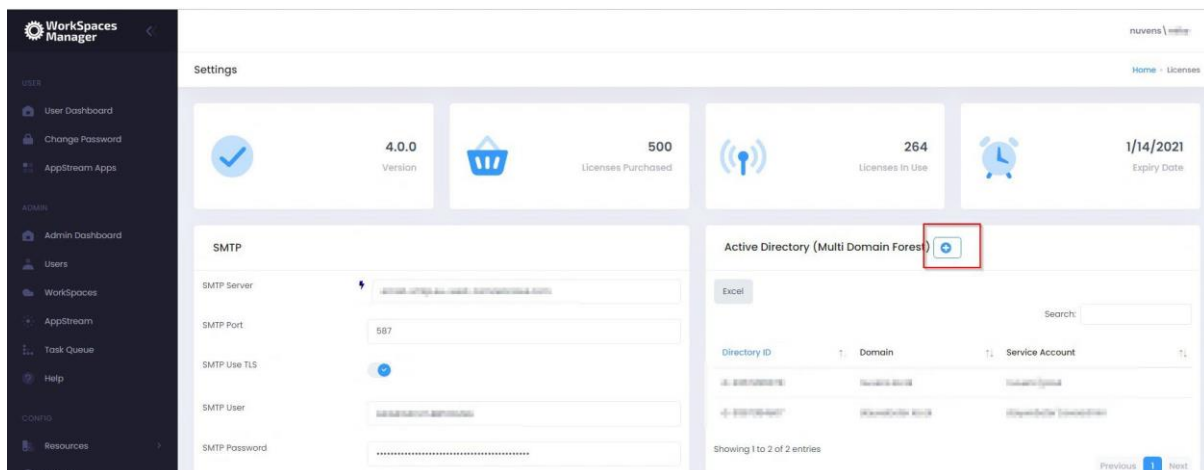 WorkSpaces
Manager
nuvens\
Settings
Home - Licenses
USER
User Dashboard
Change Password
AppStream Apps
ADMIN
Admin Dashboard
Users
WorkSpaces
AppStream
Task Queue
Help
CONFIG
Resources
4.0.0
Version
500
Licenses Purchased
264
Licenses In Use
1/14/2021
Expiry Date
SMTP
SMTP Server
SMTP Port
587
SMTP Use TLS
SMTP User
SMTP Password
Active Directory (Multi Domain Forest)
Excel
Search:
Directory ID
Domain
Service Account
Showing 1 to 2 of 2 entries
Previous 1 Next